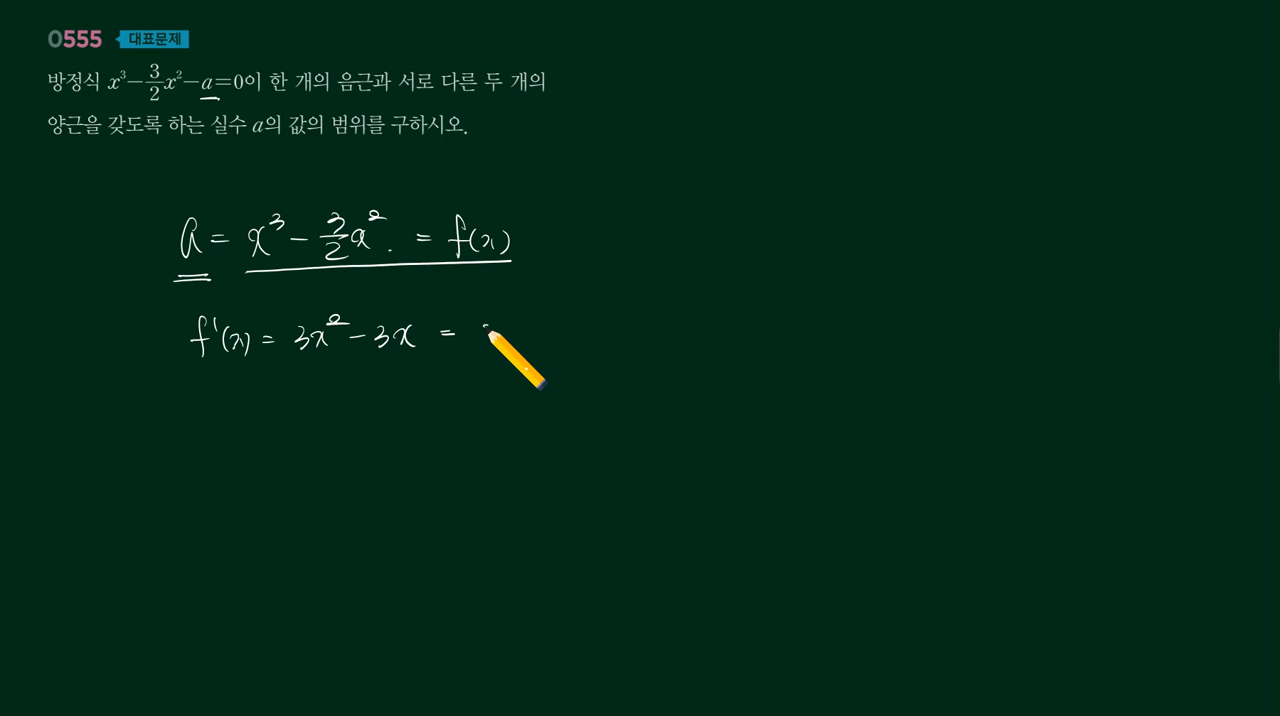 0555 대표문제
방정식 x³-3/2x²-a=0이 한 개의 음근과 서로 다른 두 개의
양근을 갖도록 하는 실수 a의 값의 범위를 구하시오.
a = x³ - 3/2x². = f(x)
f'(x) = 3x² - 3x =